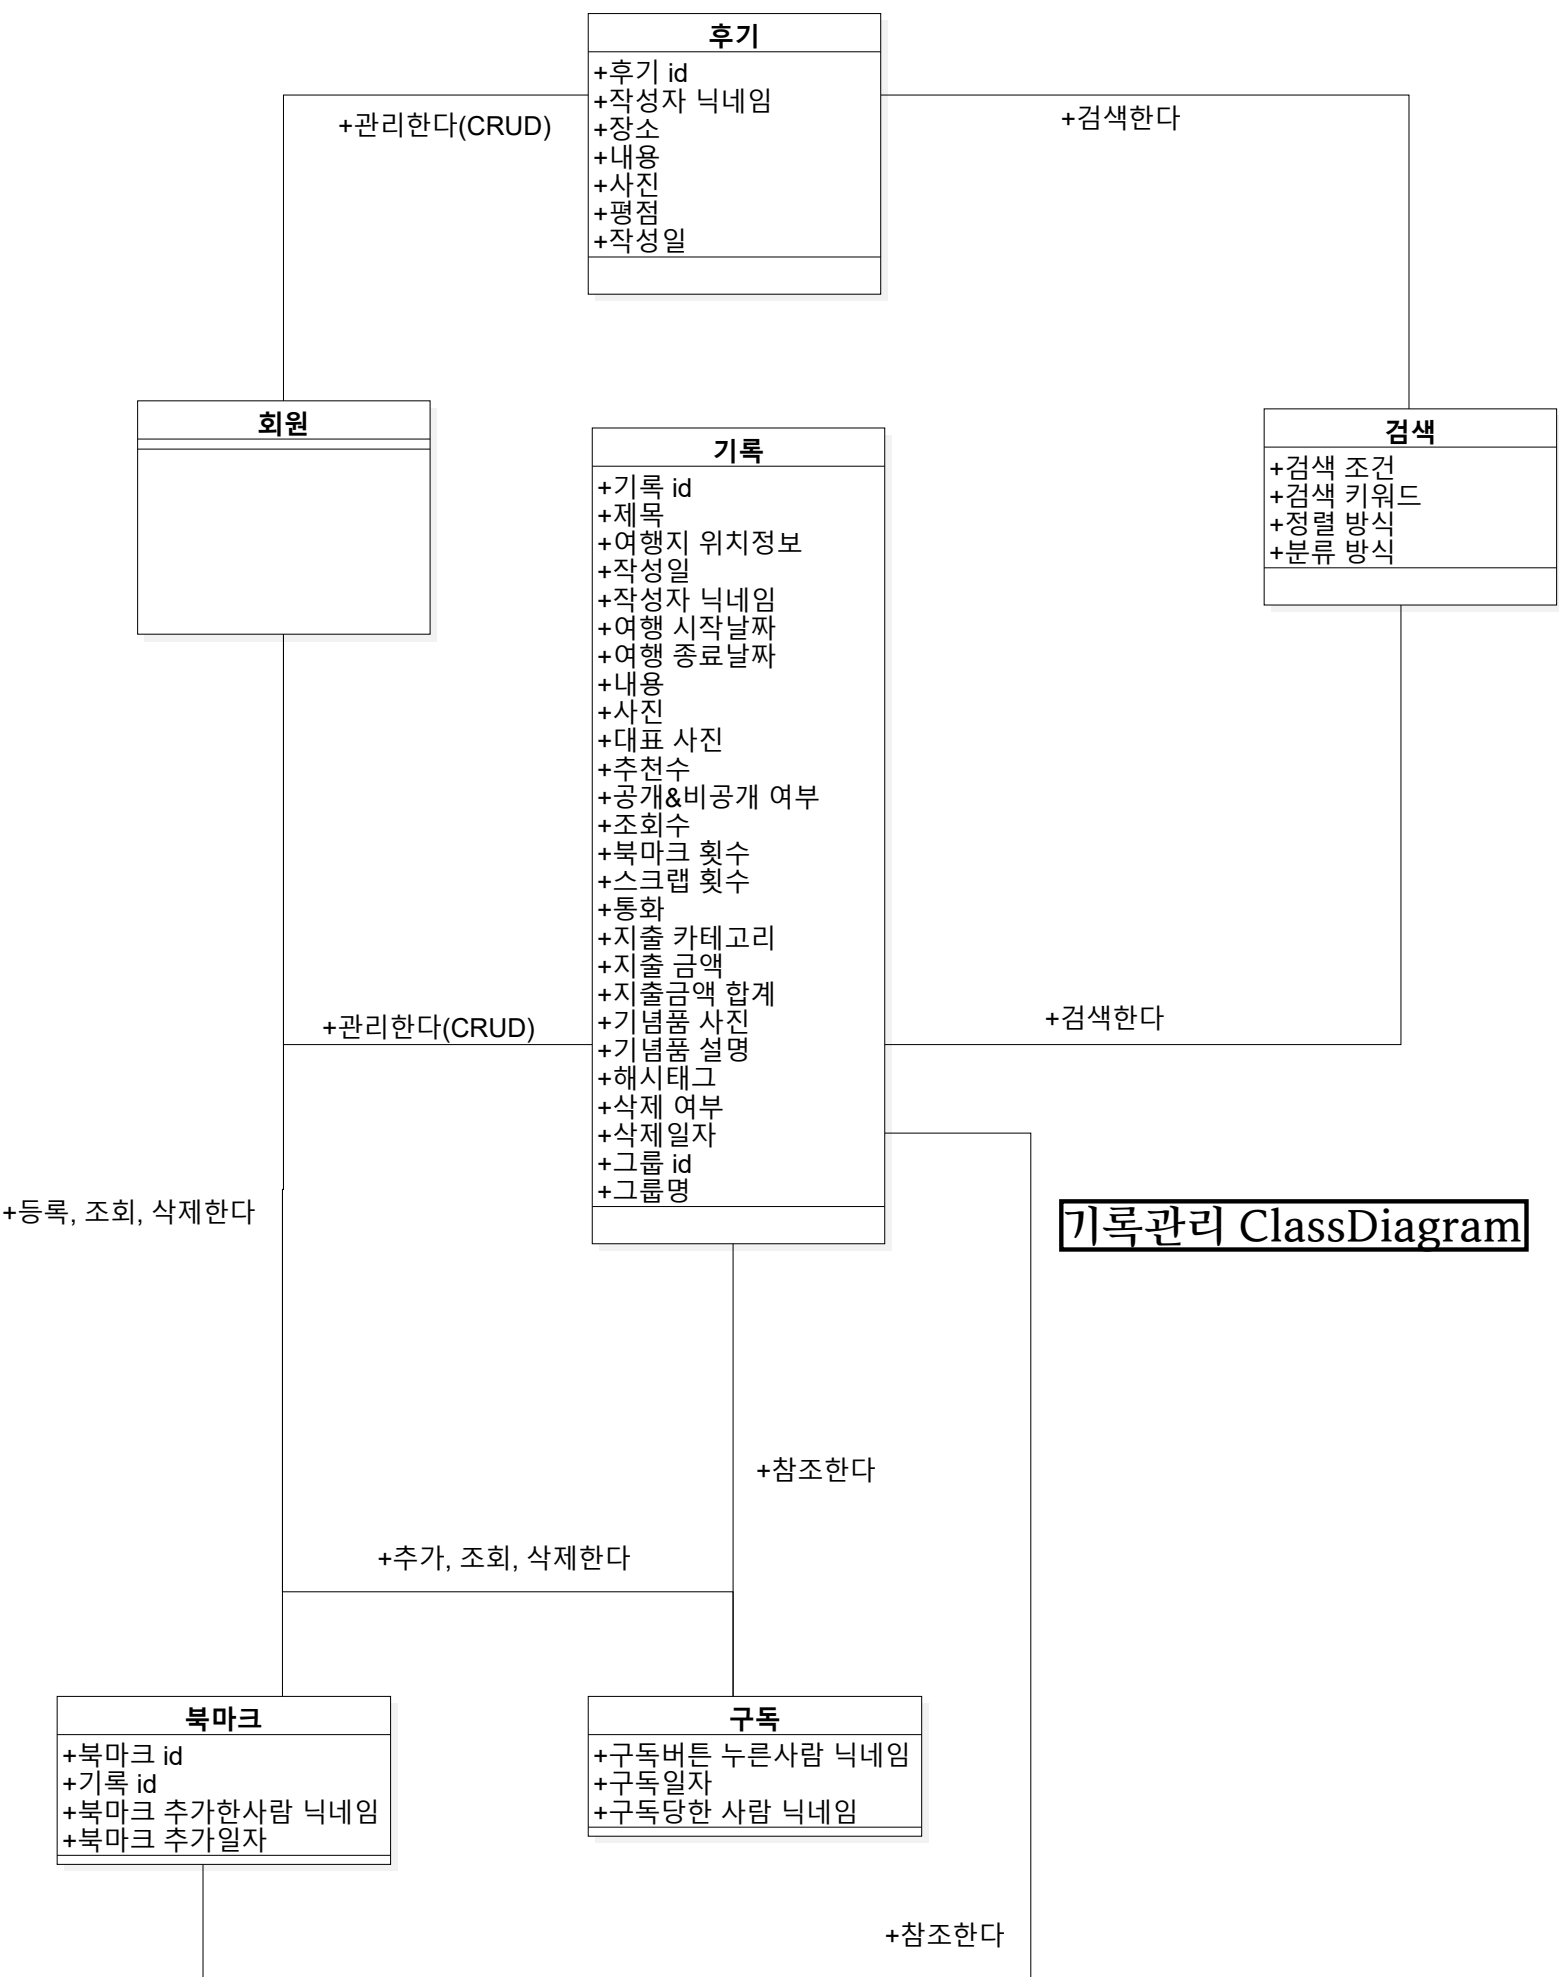 후기
+후기 id
+작성자 닉네임
+장소
+내용
+사진
+평점
+작성일
+관리한다(CRUD)
+검색한다
회원
기록
+기록 id
+제목
+여행지 위치정보
+작성일
+작성자 닉네임
+여행 시작날짜
+여행 종료날짜
+내용
+사진
+대표 사진
+추천수
+공개&비공개 여부
+조회수
+북마크 횟수
+스크랩 횟수
+통화
+지출 카테고리
+지출 금액
+지출금액 합계
+기념품 사진
+기념품 설명
+해시태그
+삭제 여부
+삭제일자
+그룹 id
+그룹명
검색
+검색 조건
+검색 키워드
+정렬 방식
+분류 방식
+관리한다(CRUD)
+검색한다
+등록, 조회, 삭제한다
기록관리 ClassDiagram
+참조한다
+추가, 조회, 삭제한다
북마크
+북마크 id
+기록 id
+북마크 추가한사람 닉네임
+북마크 추가일자
구독
+구독버튼 누른사람 닉네임
+구독일자
+구독당한 사람 닉네임
+참조한다